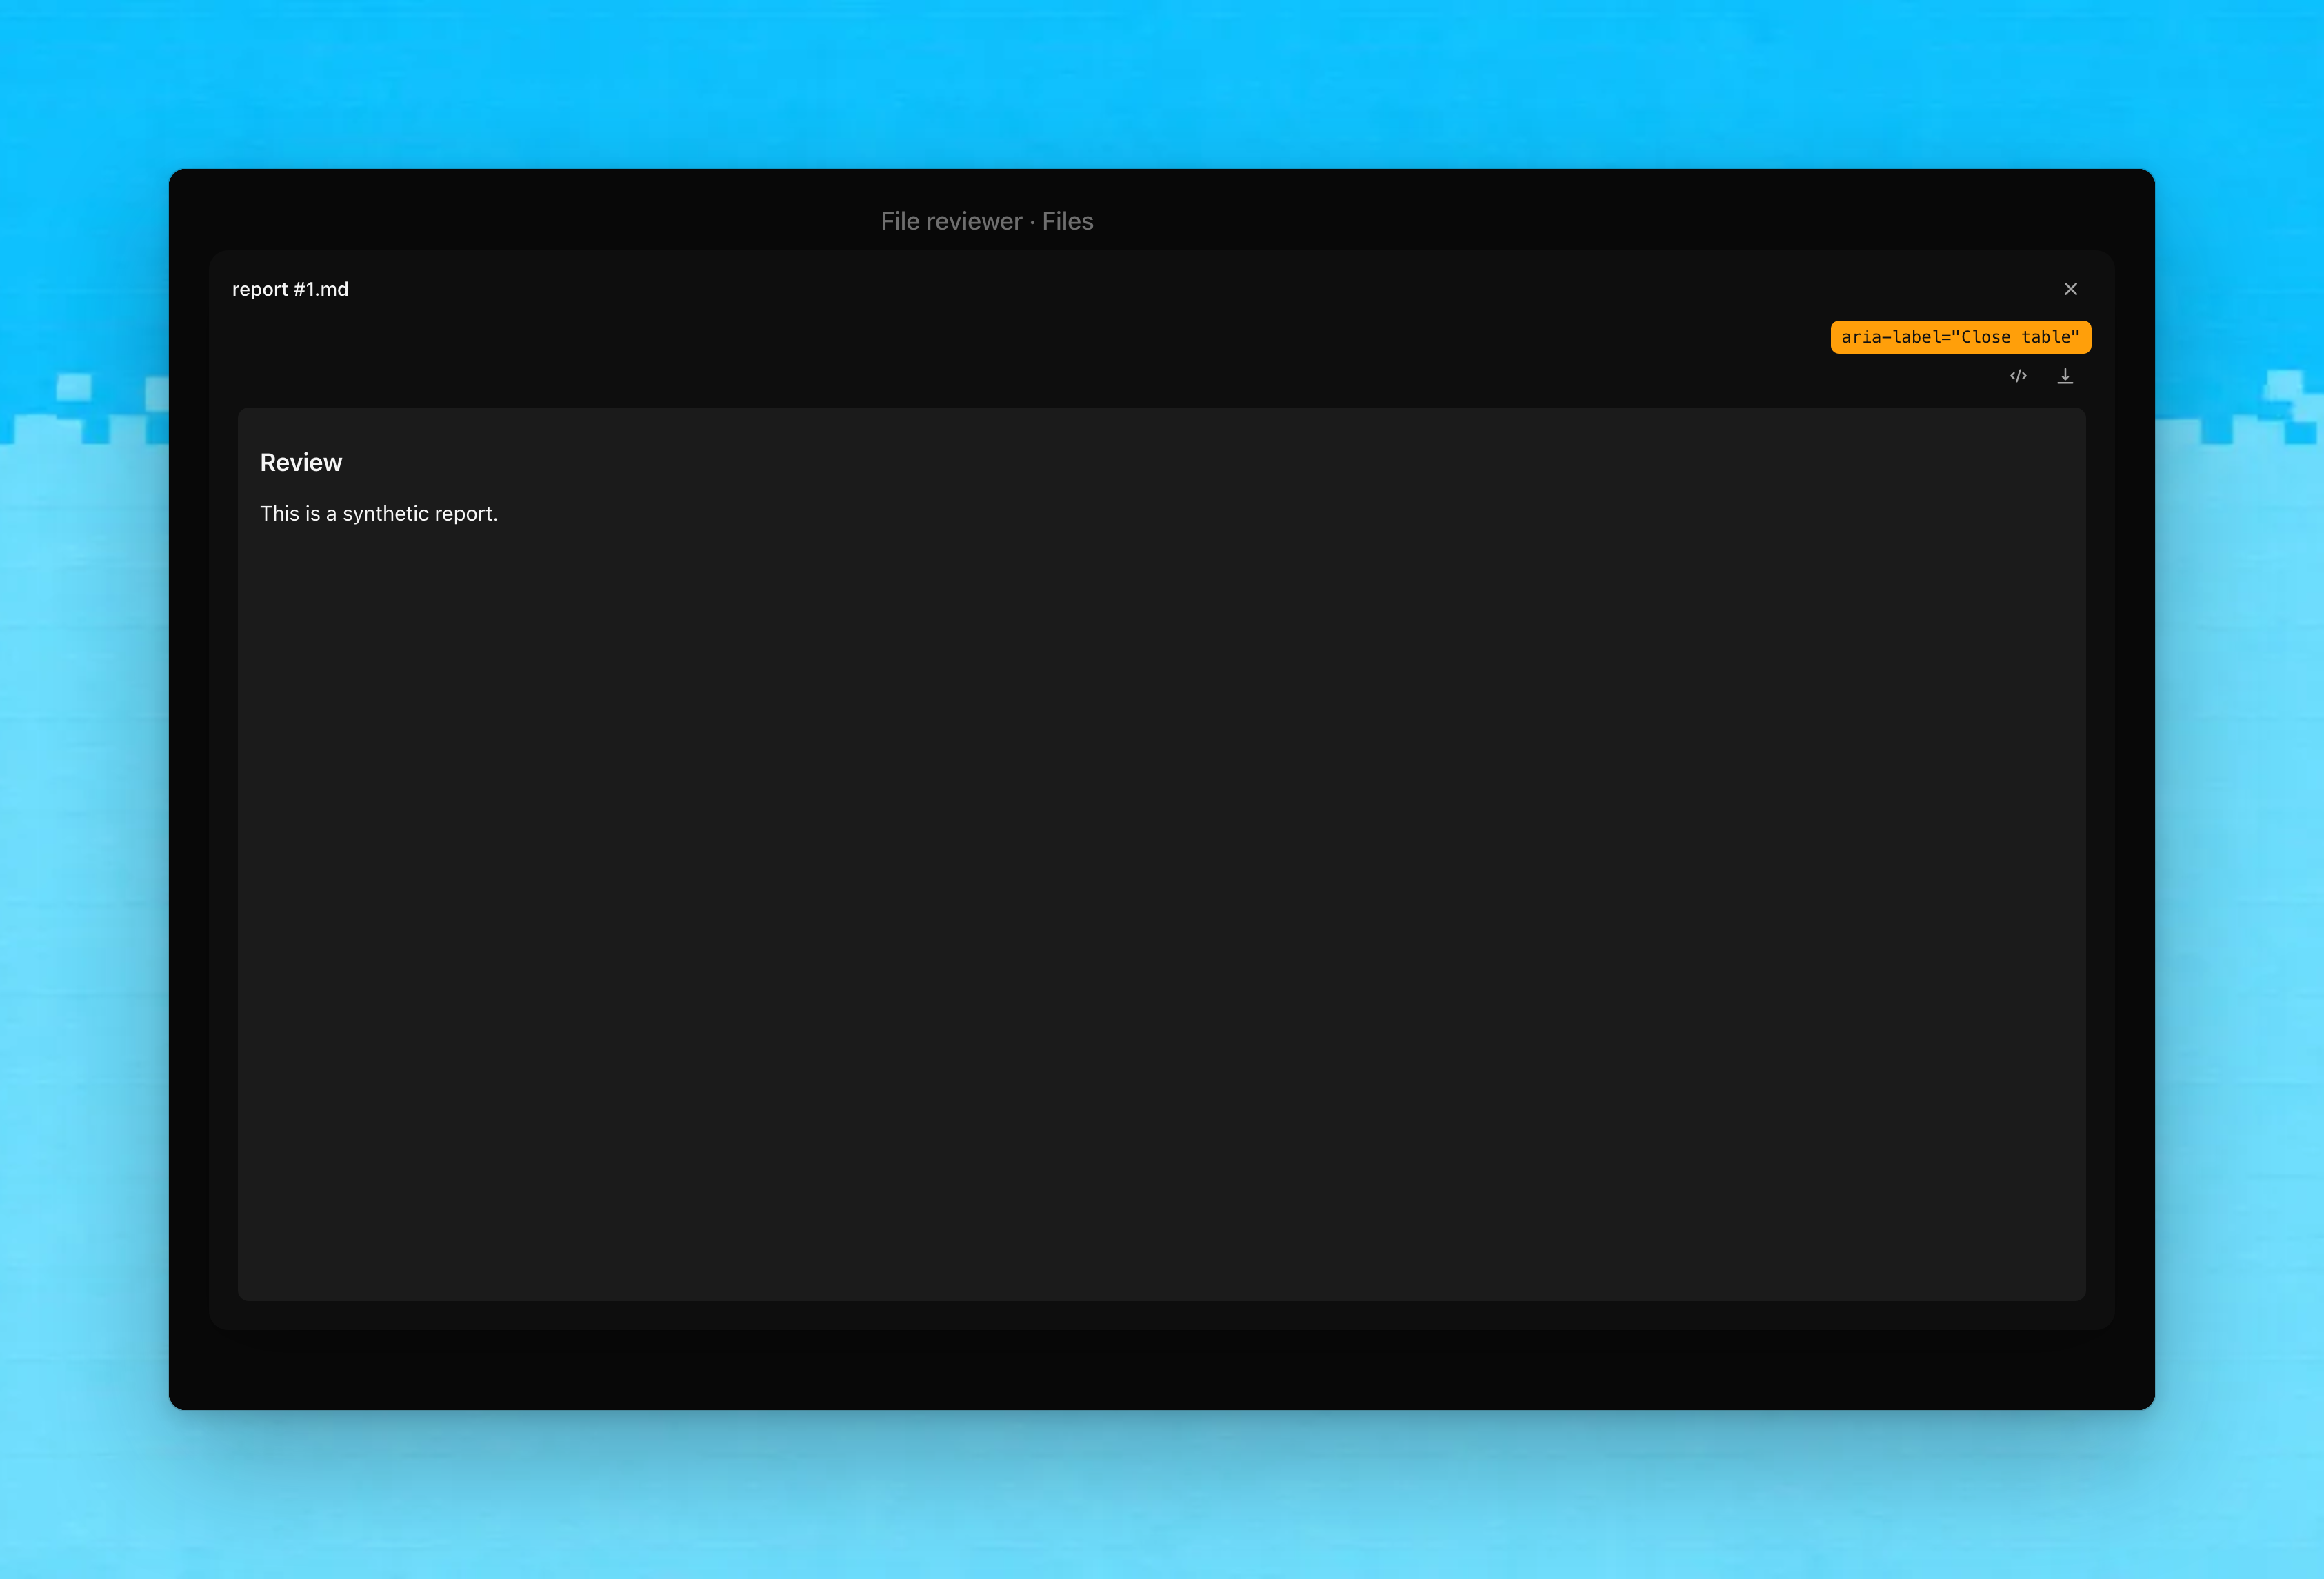 File reviewer · Files
report #1.md
aria-label="Close table"
Review
This is a synthetic report.